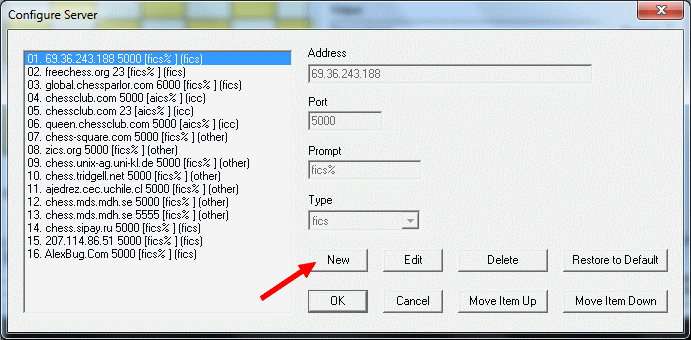 Configure Server
01. 69.36.243.188 5000 [fics% ] (fics)
02. freechess.org 23 [fics% ] (fics)
03. global.chessparlor.com 6000 [fics% ] (fics)
04. chessclub.com 5000 [aics% ] (icc)
05. chessclub.com 23 [aics% ] (icc)
06. queen.chessclub.com 5000 [aics% ] (icc)
07. chess-square.com 5000 [fics% ] (other)
08. zics.org 5000 [fics% ] (other)
09. chess.unix-ag.uni-kl.de 5000 [fics% ] (other)
10. chess.tridgell.net 5000 [fics% ] (other)
11. ajedrez.cec.uchile.cl 5000 [fics% ] (other)
12. chess.mds.mdh.se 5000 [fics% ] (other)
13. chess.mds.mdh.se 5555 [fics% ] (other)
14. chess.sipay.ru 5000 [fics% ] (fics)
15. 207.114.86.51 5000 [fics% ] (fics)
16. AlexBug.Com 5000 [fics% ] (fics)
Address
69.36.243.188
Port
5000
Prompt
fics%
Type
fics
New Edit Delete Restore to Default
OK Cancel Move Item Up Move Item Down